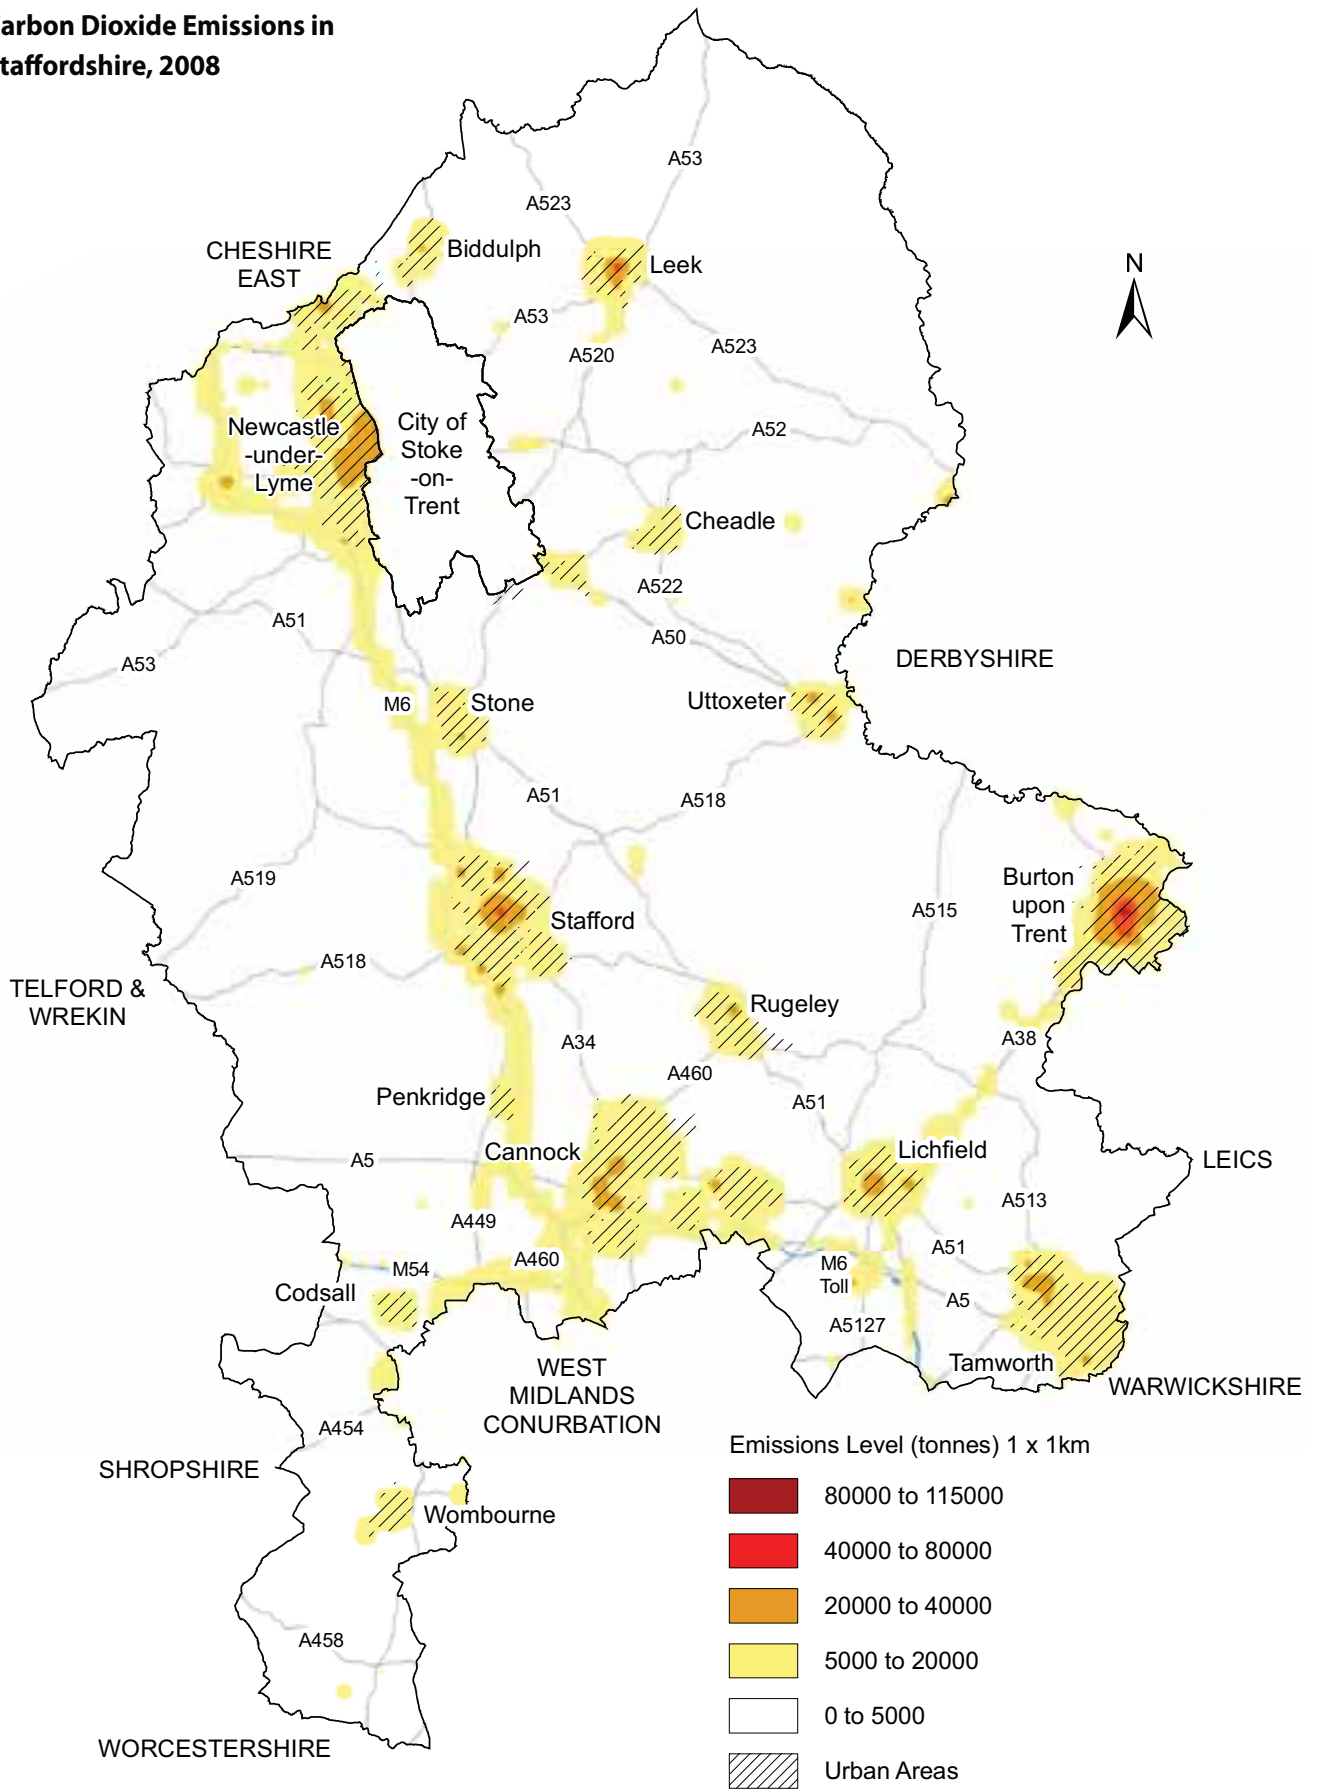 arbon Dioxide Emissions in
taffordshire, 2008
A53
A523
CHESHIRE
EAST
Biddulph
Leek
N
A53
A520
A523
Newcastle
-under-
Lyme
City of
Stoke
-on-
Trent
A52
Cheadle
A522
A51
A50
A53
DERBYSHIRE
M6
Stone
Uttoxeter
A51
A518
A519
Burton
upon
Trent
A515
Stafford
A518
TELFORD &
WREKIN
Rugeley
A34
A38
A460
Penkridge
A51
Cannock
Lichfield
A5
LEICS
A513
A449
A51
A460
M54
M6
Toll
Codsall
A5
A5127
Tamworth
WEST
MIDLANDS
CONURBATION
WARWICKSHIRE
A454
SHROPSHIRE
Wombourne
A458
WORCESTERSHIRE
Emissions Level (tonnes) 1 x 1km
80000 to 115000
40000 to 80000
20000 to 40000
5000 to 20000
0 to 5000
Urban Areas